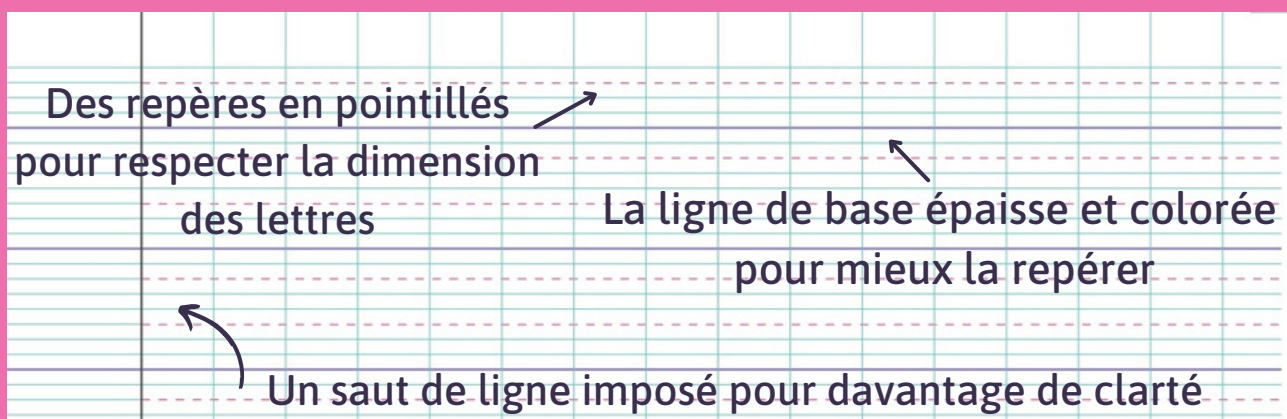 Des repères en pointillés
pour respecter la dimension
des lettres
La ligne de base épaisse et colorée
pour mieux la repérer
Un saut de ligne imposé pour davantage de clarté